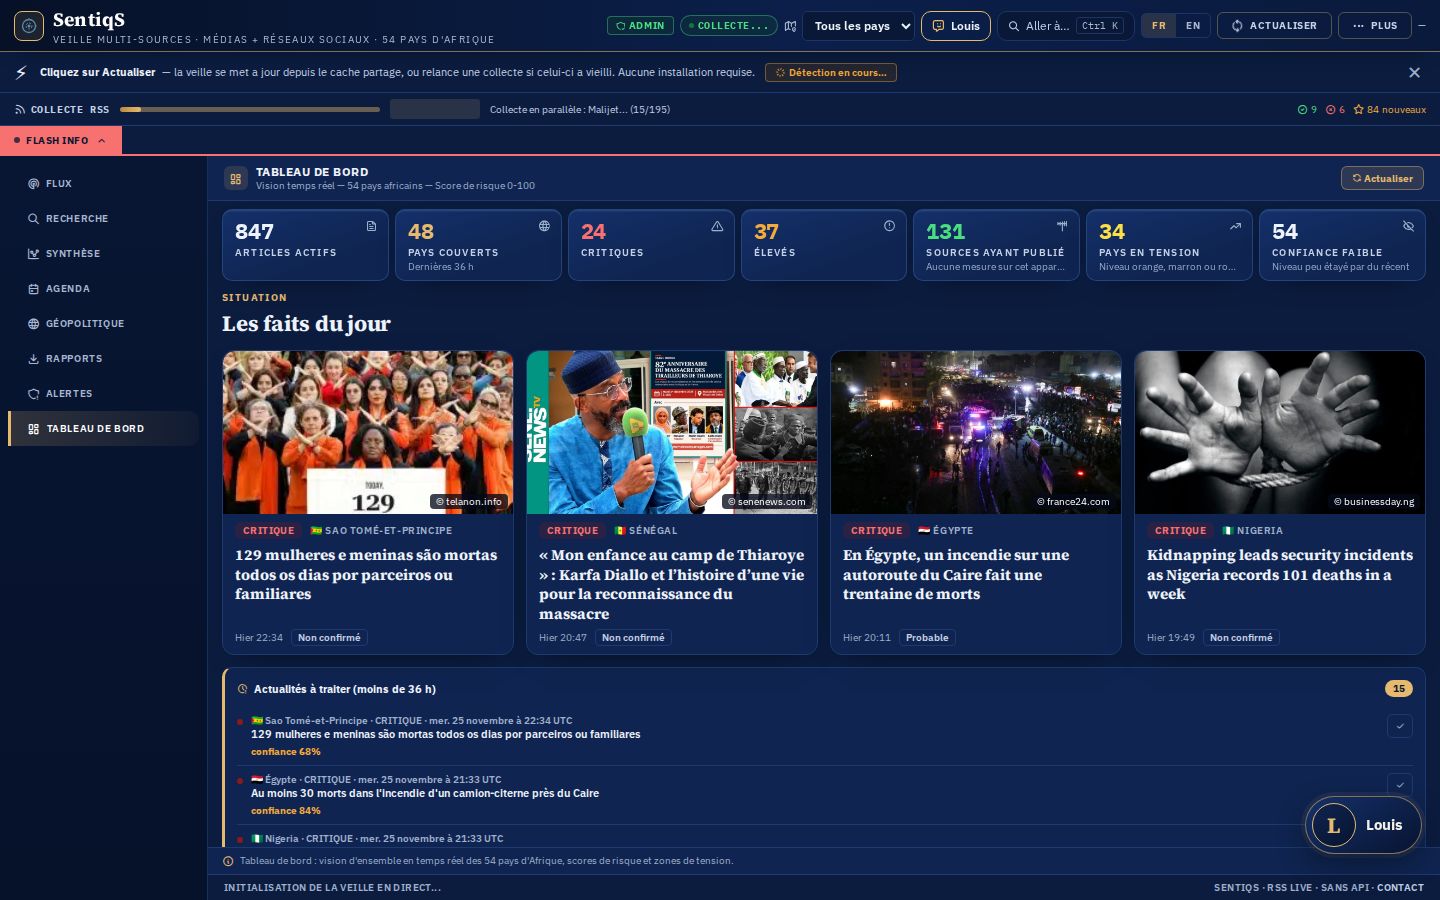 SentiqS
VEILLE MULTI-SOURCES · MÉDIAS + RÉSEAUX SOCIAUX · 54 PAYS D'AFRIQUE
ADMIN
COLLECTE...
Tous les pays
Louis
Aller à...
Ctrl K
FR
EN
ACTUALISER
PLUS
Cliquez sur Actualiser — la veille se met a jour depuis le cache partage, ou relance une collecte si celui-ci a vieilli. Aucune installation requise.
Détection en cours...
COLLECTE RSS
Collecte en parallèle : Malijet... (15/195)
9
6
84 nouveaux
FLASH INFO
FLUX
RECHERCHE
SYNTHÈSE
AGENDA
GÉOPOLITIQUE
RAPPORTS
ALERTES
TABLEAU DE BORD
TABLEAU DE BORD
Vision temps réel — 54 pays africains — Score de risque 0-100
Actualiser
847
ARTICLES ACTIFS
48
PAYS COUVERTS
Dernières 36 h
24
CRITIQUES
37
ÉLEVÉS
131
SOURCES AYANT PUBLIÉ
Aucune mesure sur cet appar...
34
PAYS EN TENSION
Niveau orange, marron ou ro...
54
CONFIANCE FAIBLE
Niveau peu étayé par du récent
SITUATION
Les faits du jour
TODAY,
129
© telanon.info
NEWS TV
82e ANNIVERSAIRE
DU MASSACRE DES
TIRAILLEURS DE THIAROYE
© senenews.com
© france24.com
© businessday.ng
CRITIQUE
SAO TOMÉ-ET-PRINCIPE
129 mulheres e meninas são mortas
todos os dias por parceiros ou
familiares
Hier 22:34
Non confirmé
CRITIQUE
SÉNÉGAL
« Mon enfance au camp de Thiaroye
» : Karfa Diallo et l’histoire d’une vie
pour la reconnaissance du
massacre
Hier 20:47
Non confirmé
CRITIQUE
ÉGYPTE
En Égypte, un incendie sur une
autoroute du Caire fait une
trentaine de morts
Hier 20:11
Probable
CRITIQUE
NIGERIA
Kidnapping leads security incidents
as Nigeria records 101 deaths in a
week
Hier 19:49
Non confirmé
Actualités à traiter (moins de 36 h)
15
Sao Tomé-et-Principe · CRITIQUE · mer. 25 novembre à 22:34 UTC
129 mulheres e meninas são mortas todos os dias por parceiros ou familiares
confiance 68%
Égypte · CRITIQUE · mer. 25 novembre à 21:33 UTC
Au moins 30 morts dans l'incendie d'un camion-citerne près du Caire
confiance 84%
Nigeria · CRITIQUE · mer. 25 novembre à 21:33 UTC
L
Louis
Tableau de bord : vision d'ensemble en temps réel des 54 pays d'Afrique, scores de risque et zones de tension.
INITIALISATION DE LA VEILLE EN DIRECT...
SENTIQS · RSS LIVE · SANS API · CONTACT